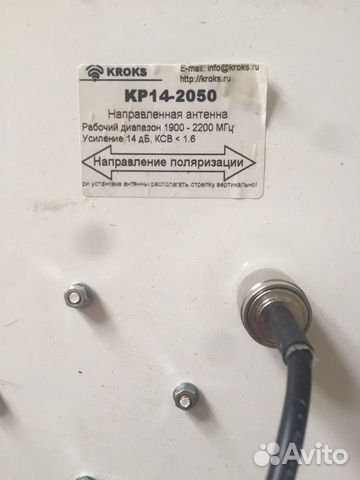 KROKS
E-mail: info@kroks.ru
http://kroks.ru
KP14-2050
Направленная антенна
Рабочий диапазон 1900 - 2200 МГц
Усиление 14 дБ, КСВ < 1.6
Направление поляризации
ри установке антенны располагать стрелку вертикально!
Avito